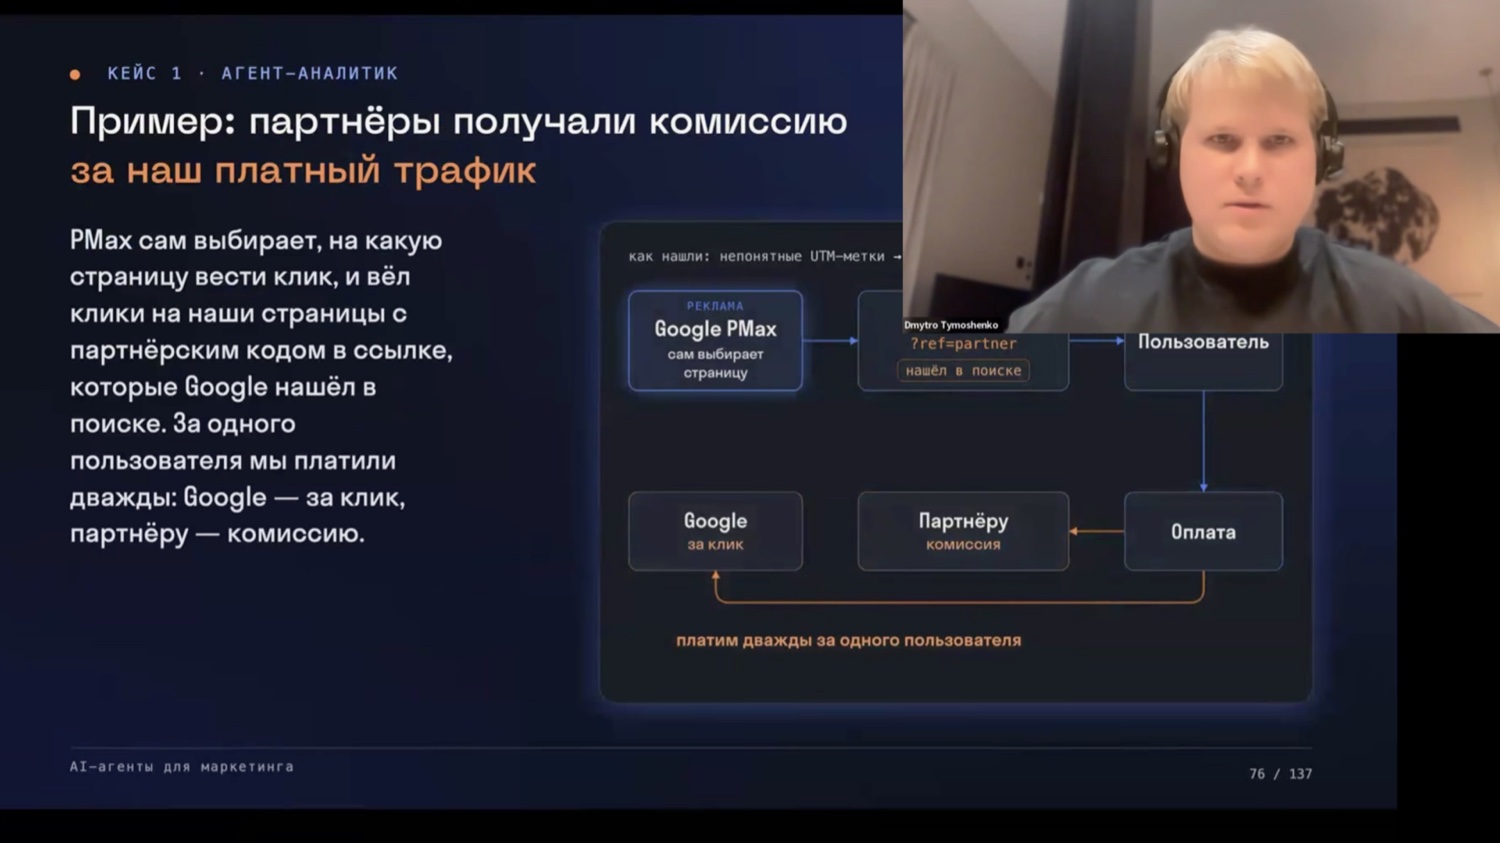 КЕЙС 1 · АГЕНТ-АНАЛИТИК
Пример: партнёры получали комиссию
за наш платный трафик
PMax сам выбирает, на какую
страницу вести клик, и вёл
клики на наши страницы с
партнёрским кодом в ссылке,
которые Google нашёл в
поиске. За одного
пользователя мы платили
дважды: Google — за клик,
партнёру — комиссию.
как нашли: непонятные UTM-метки →
РЕКЛАМА
Google PMax
сам выбирает
страницу
?ref=partner
нашёл в поиске
Пользователь
Google
за клик
Партнёру
комиссия
Оплата
платим дважды за одного пользователя
AI-агенты для маркетинга
76 / 137
Dmytro Tymoshenko